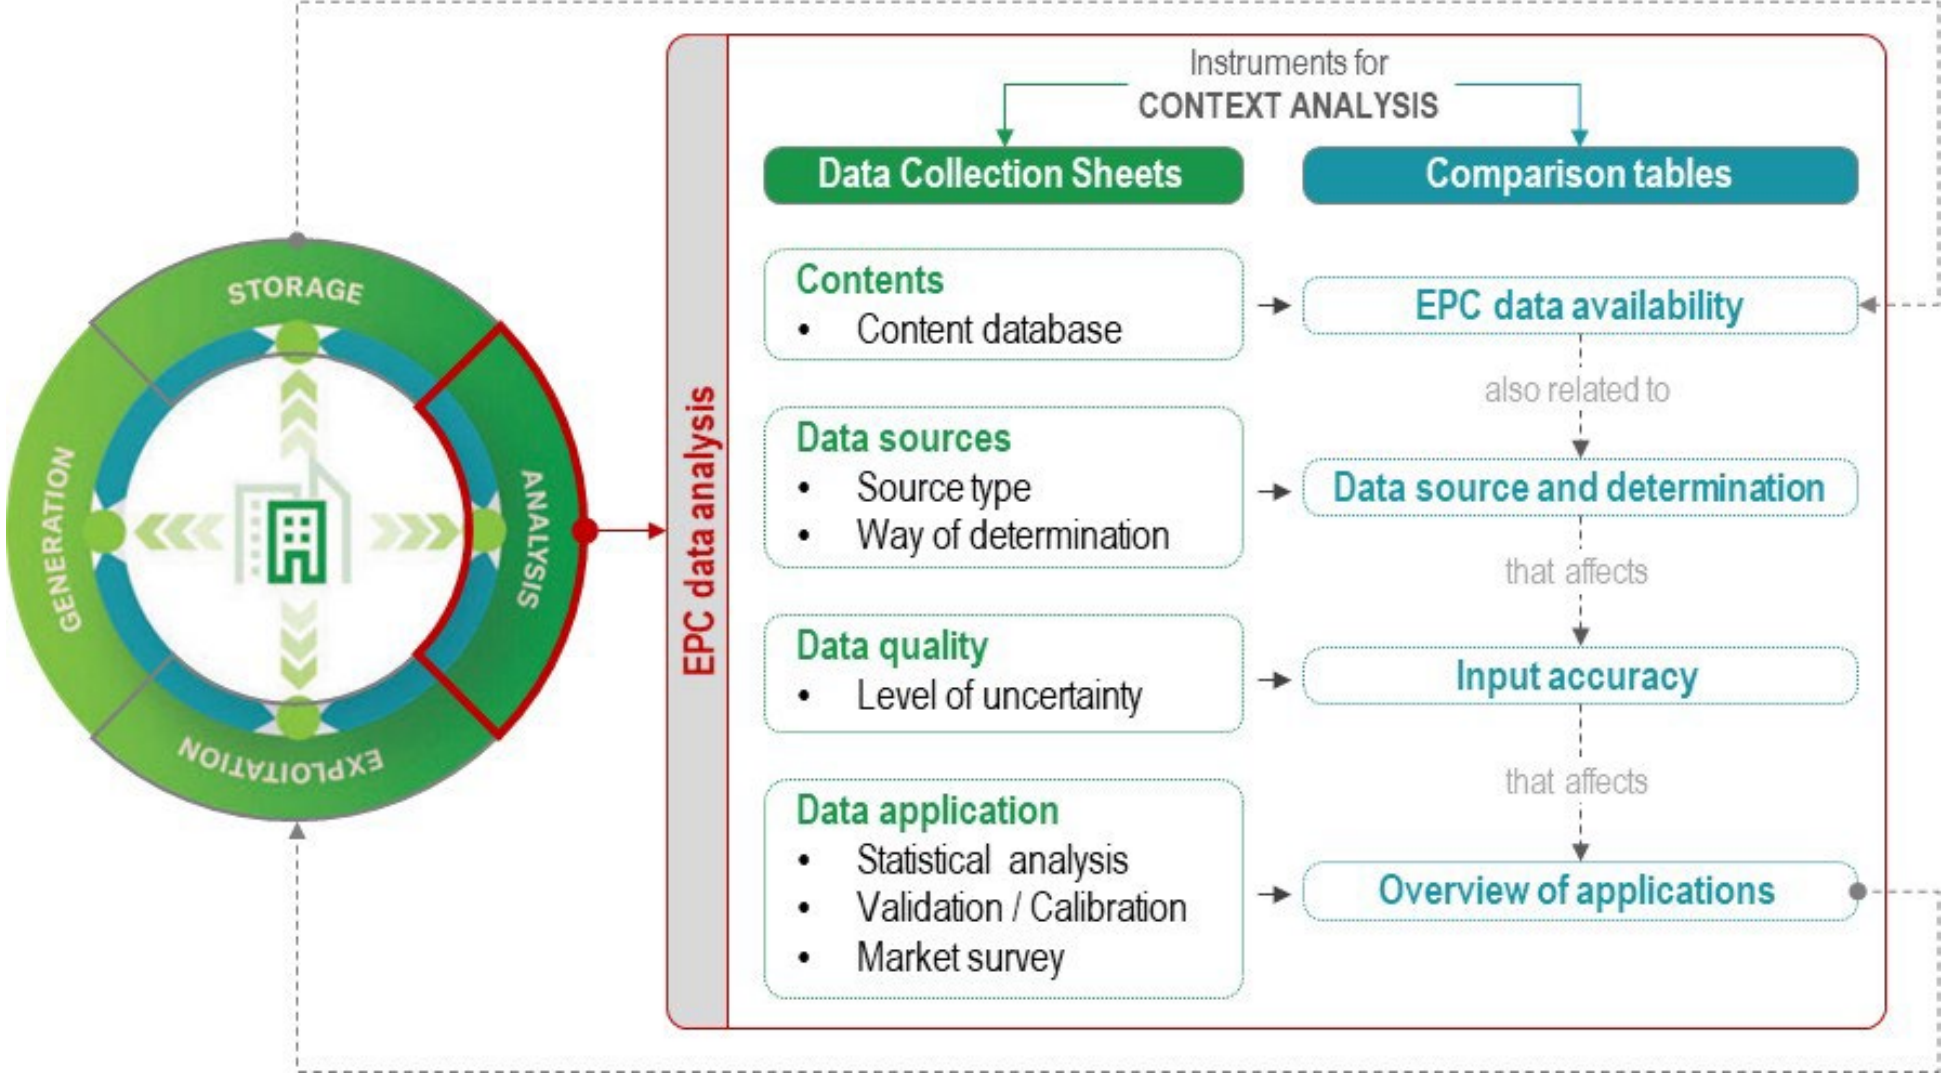 Instruments for
CONTEXT ANALYSIS
Data Collection Sheets
Comparison tables
STORAGE
GENERATION
ANALYSIS
EXPLOITATION
EPC data analysis
Contents
• Content database
EPC data availability
also related to
Data sources
• Source type
• Way of determination
Data source and determination
that affects
Data quality
• Level of uncertainty
Input accuracy
that affects
Data application
• Statistical analysis
• Validation / Calibration
• Market survey
Overview of applications